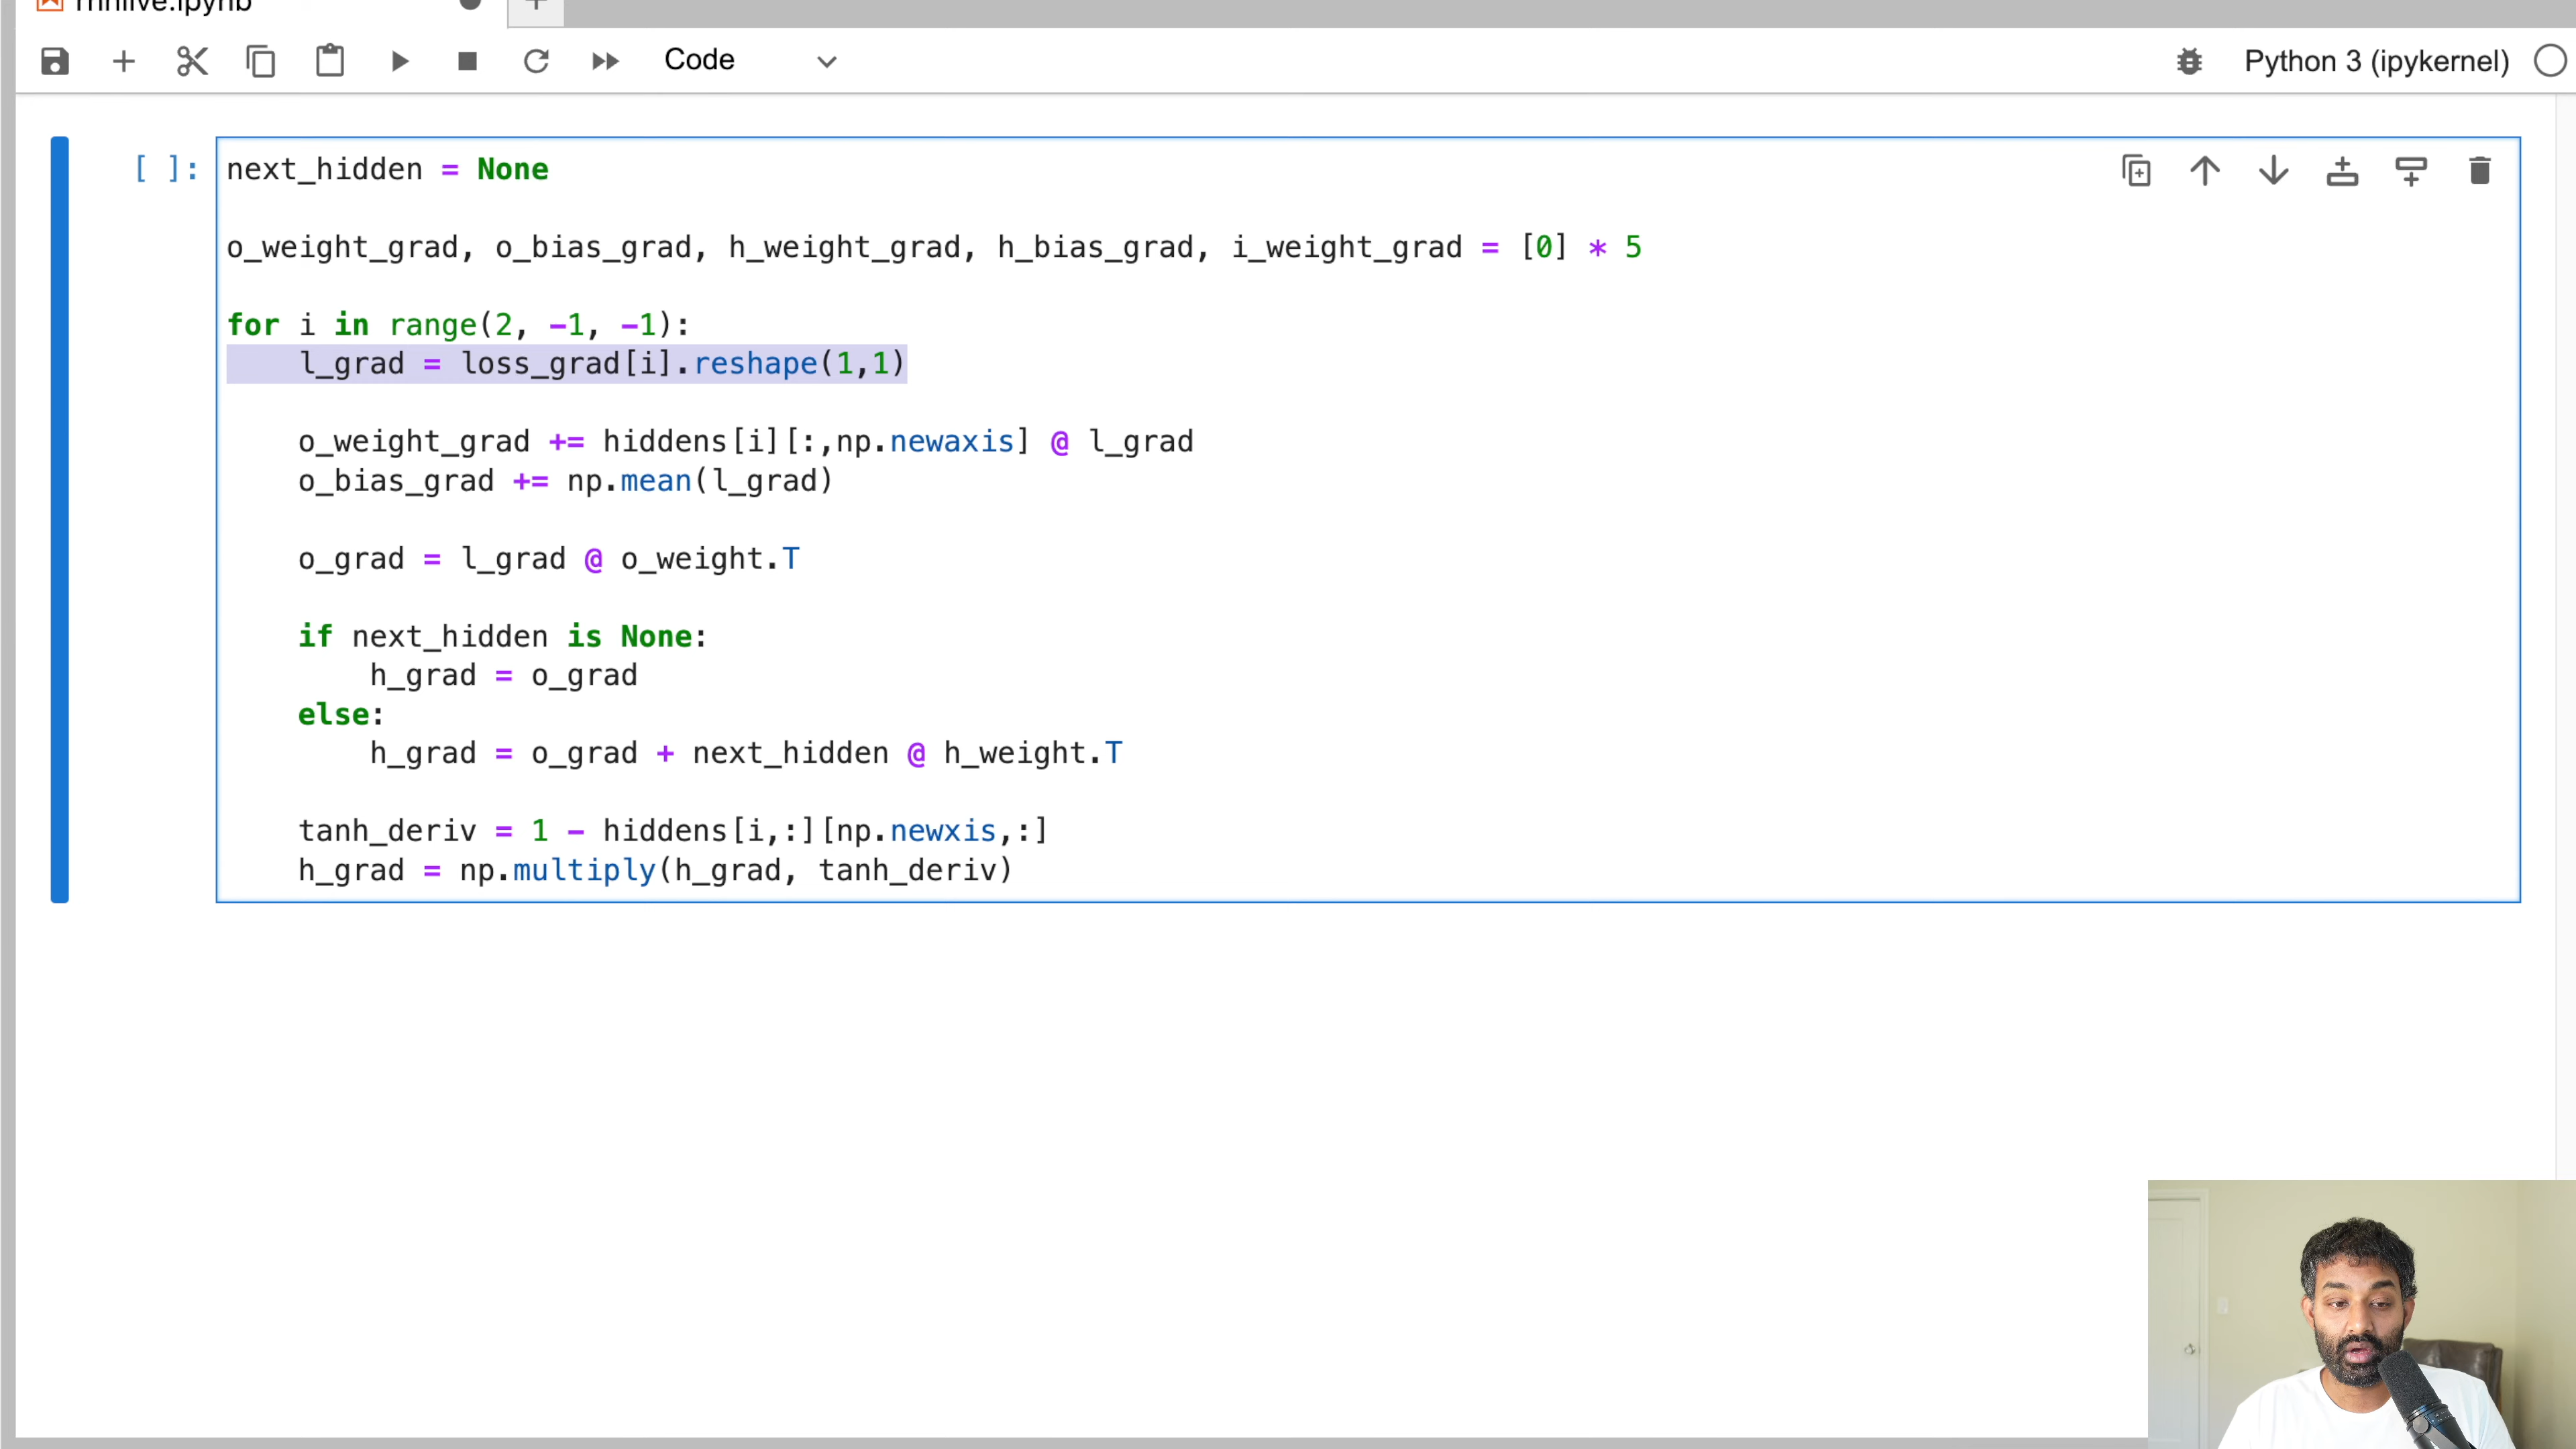 rnnlive.ipynb
Code
Python 3 (ipykernel)
[ ]:
next_hidden = None
o_weight_grad, o_bias_grad, h_weight_grad, h_bias_grad, i_weight_grad = [0] * 5
for i in range(2, -1, -1):
    l_grad = loss_grad[i].reshape(1,1)
    o_weight_grad += hiddens[i][:,np.newaxis] @ l_grad
    o_bias_grad += np.mean(l_grad)
    o_grad = l_grad @ o_weight.T
    if next_hidden is None:
        h_grad = o_grad
    else:
        h_grad = o_grad + next_hidden @ h_weight.T
    tanh_deriv = 1 - hiddens[i,:][np.newxis,:]
    h_grad = np.multiply(h_grad, tanh_deriv)